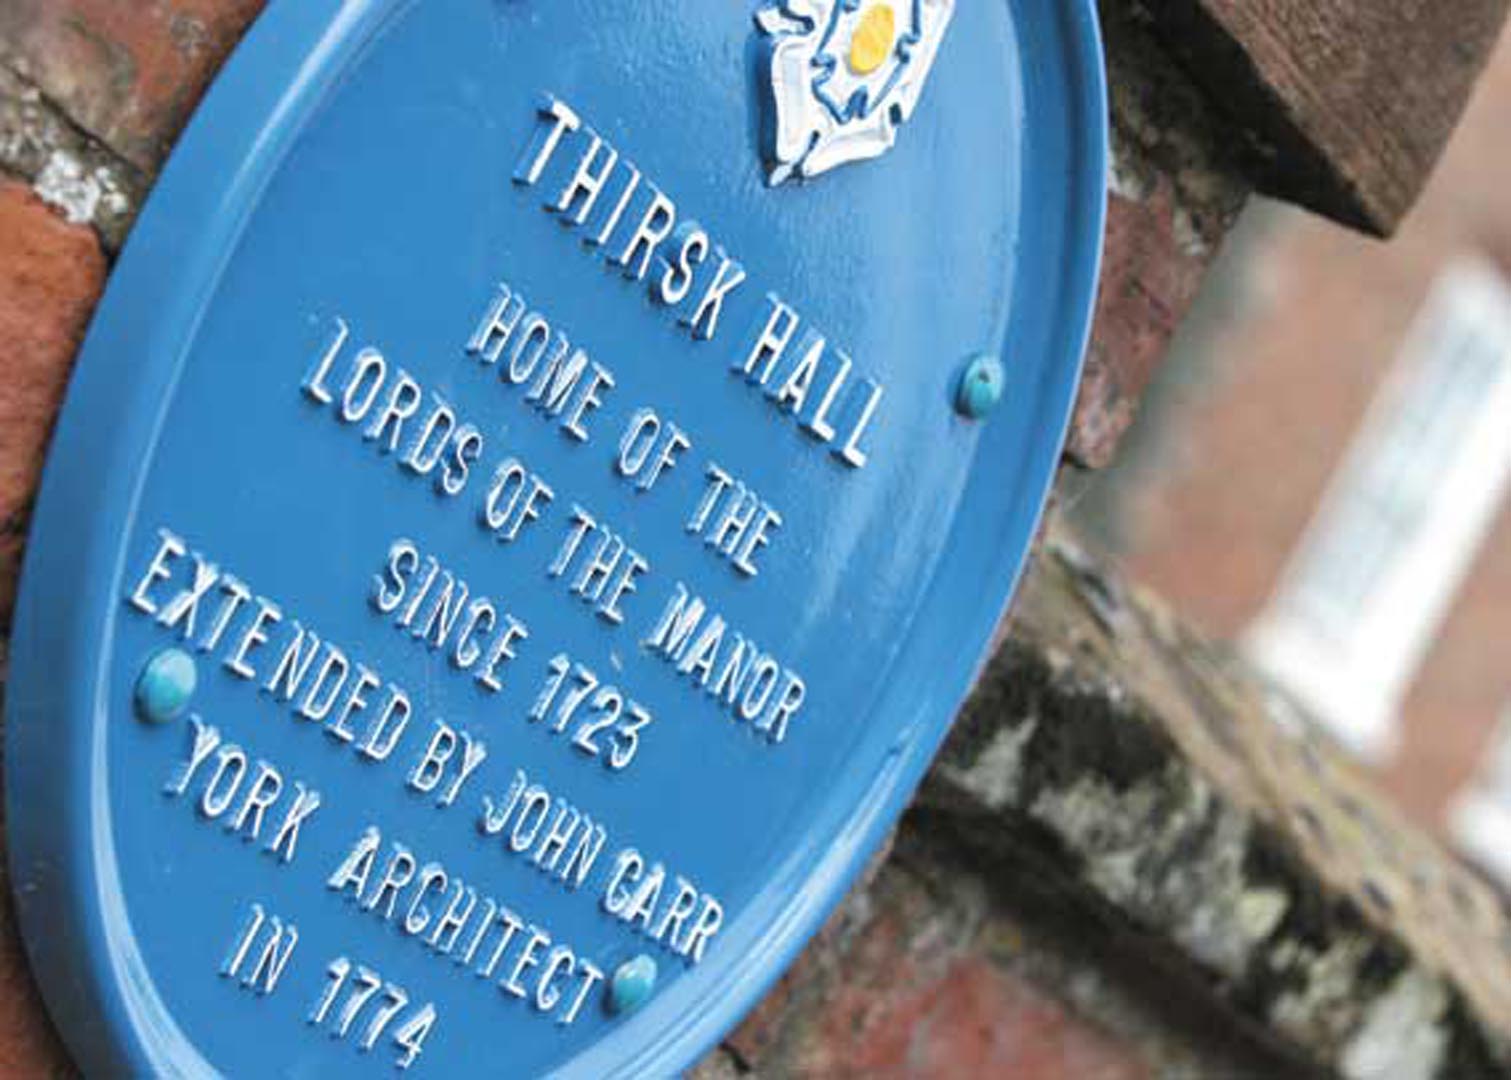 THIRSK HALL
HOME OF THE
LORDS OF THE MANOR
SINCE 1723
EXTENDED BY JOHN CARR
YORK ARCHITECT
IN 1774